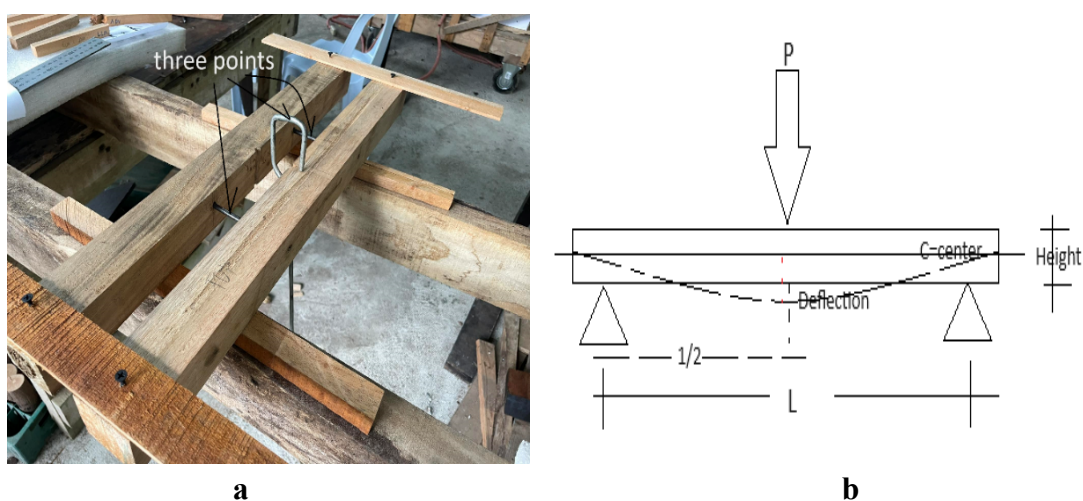 three points
P
C=center
Height
Deflection
1/2
L
a
b